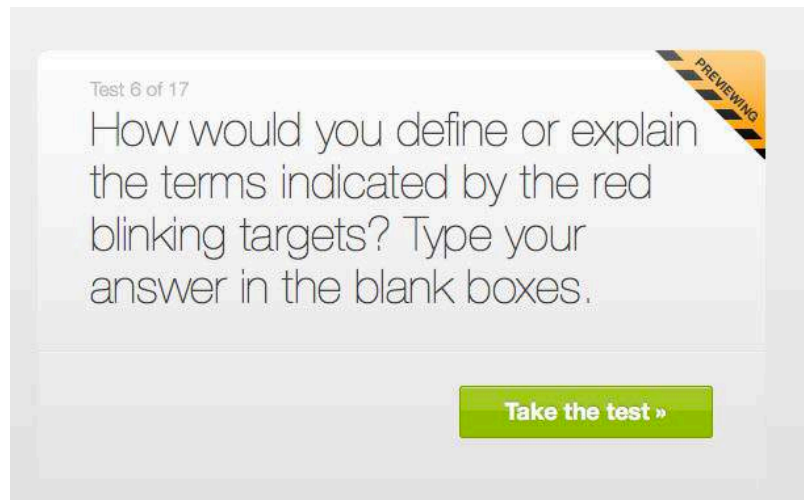 Test 6 of 17
PREVIEWING
How would you define or explain
the terms indicated by the red
blinking targets? Type your
answer in the blank boxes.
Take the test »